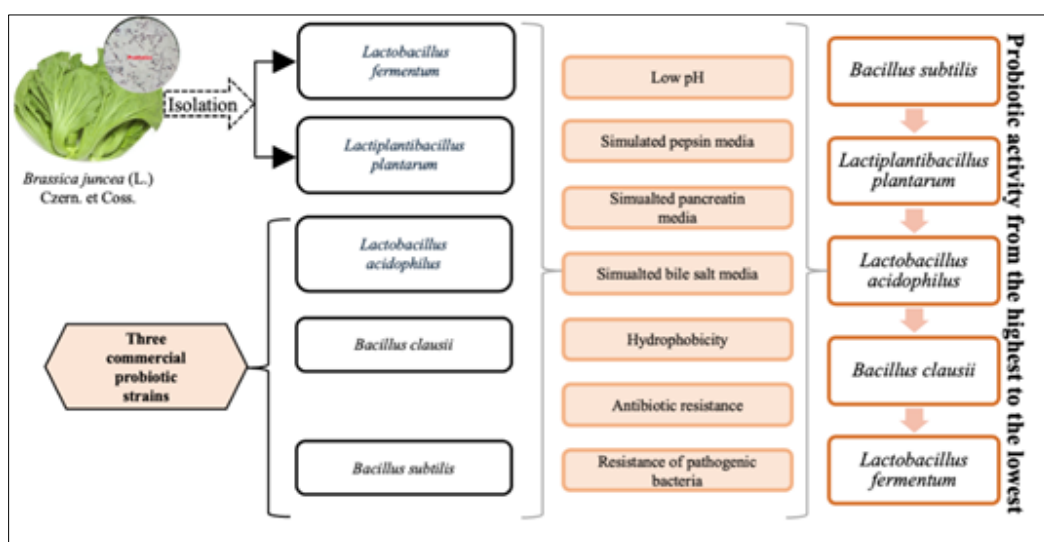 Isolation
Brassica juncea (L.)
Czern. et Coss.
Three
commercial
probiotic
strains
Lactobacillus
fermentum
Lactiplantibacillus
plantarum
Lactobacillus
acidophilus
Bacillus clausii
Bacillus subtilis
Low pH
Simulated pepsin media
Simualted pancreatin
media
Simualted bile salt media
Hydrophobicity
Antibiotic resistance
Resistance of pathogenic
bacteria
Bacillus subtilis
Lactiplantibacillus
plantarum
Lactobacillus
acidophilus
Bacillus clausii
Lactobacillus
fermentum
Probiotic activity from the highest to the lowest